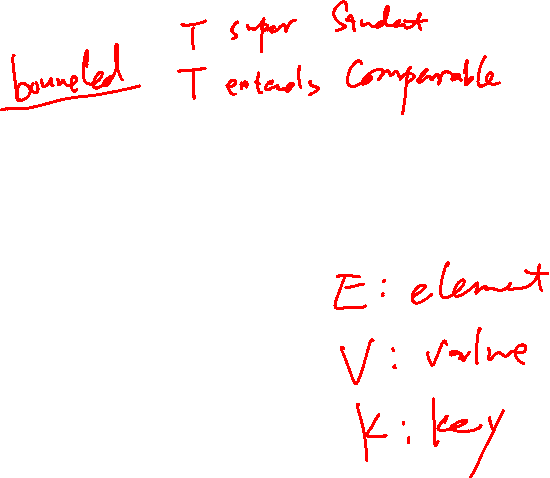 T super Student
bounded T extends Comparable
E: element
V: value
K: key